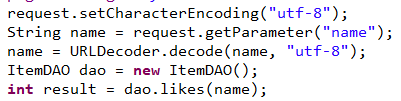 request.setCharacterEncoding("utf-8");
String name = request.getParameter("name");
name = URLDecoder.decode(name, "utf-8");
ItemDAO dao = new ItemDAO();
int result = dao.likes(name);